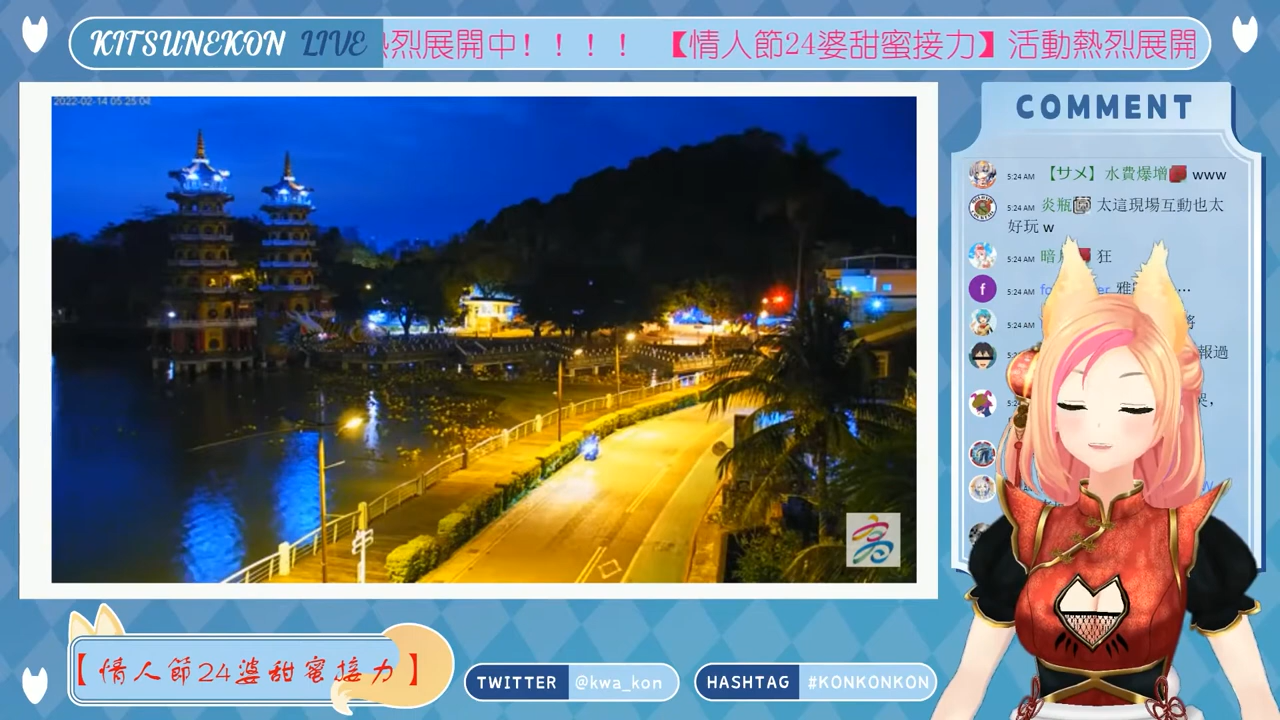 KITSUNEKON LIVE
烈展開中！！！！ 【情人節24婆甜蜜接力】活動熱烈展開
2022-02-14 05:25:04
COMMENT
5:24 AM 【サメ】水費爆增 www
5:24 AM 炎瓶 太這現場互動也太
好玩 w
5:24 AM 暗 狂
5:24 AM
5:24 AM
報過
【情人節24婆甜蜜接力】
TWITTER @kwa_kon
HASHTAG #KONKONKON